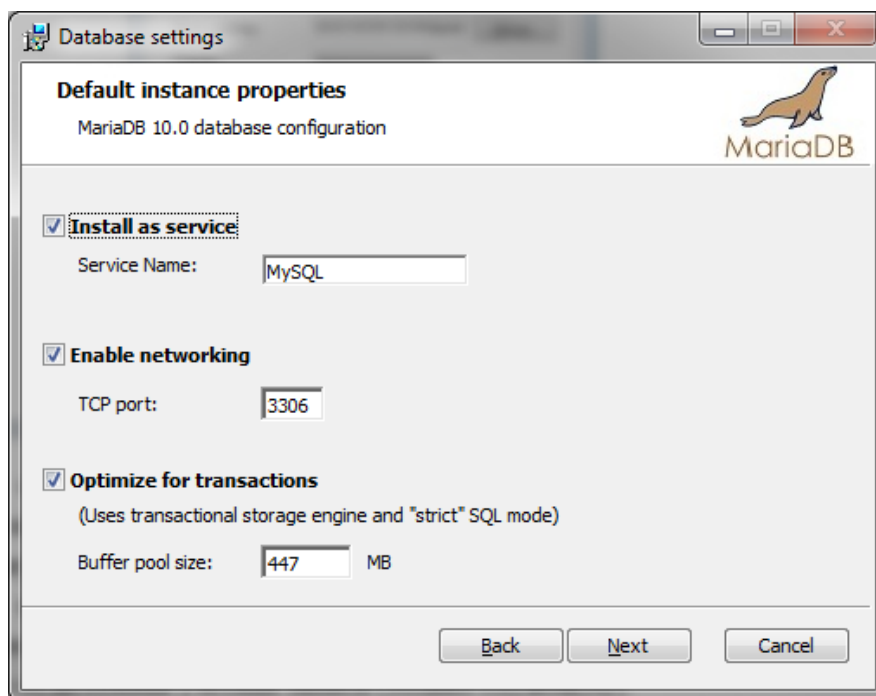 Database settings
Default instance properties
MariaDB 10.0 database configuration
MariaDB
Install as service
Service Name: MySQL
Enable networking
TCP port: 3306
Optimize for transactions
(Uses transactional storage engine and "strict" SQL mode)
Buffer pool size: 447 MB
Back Next Cancel